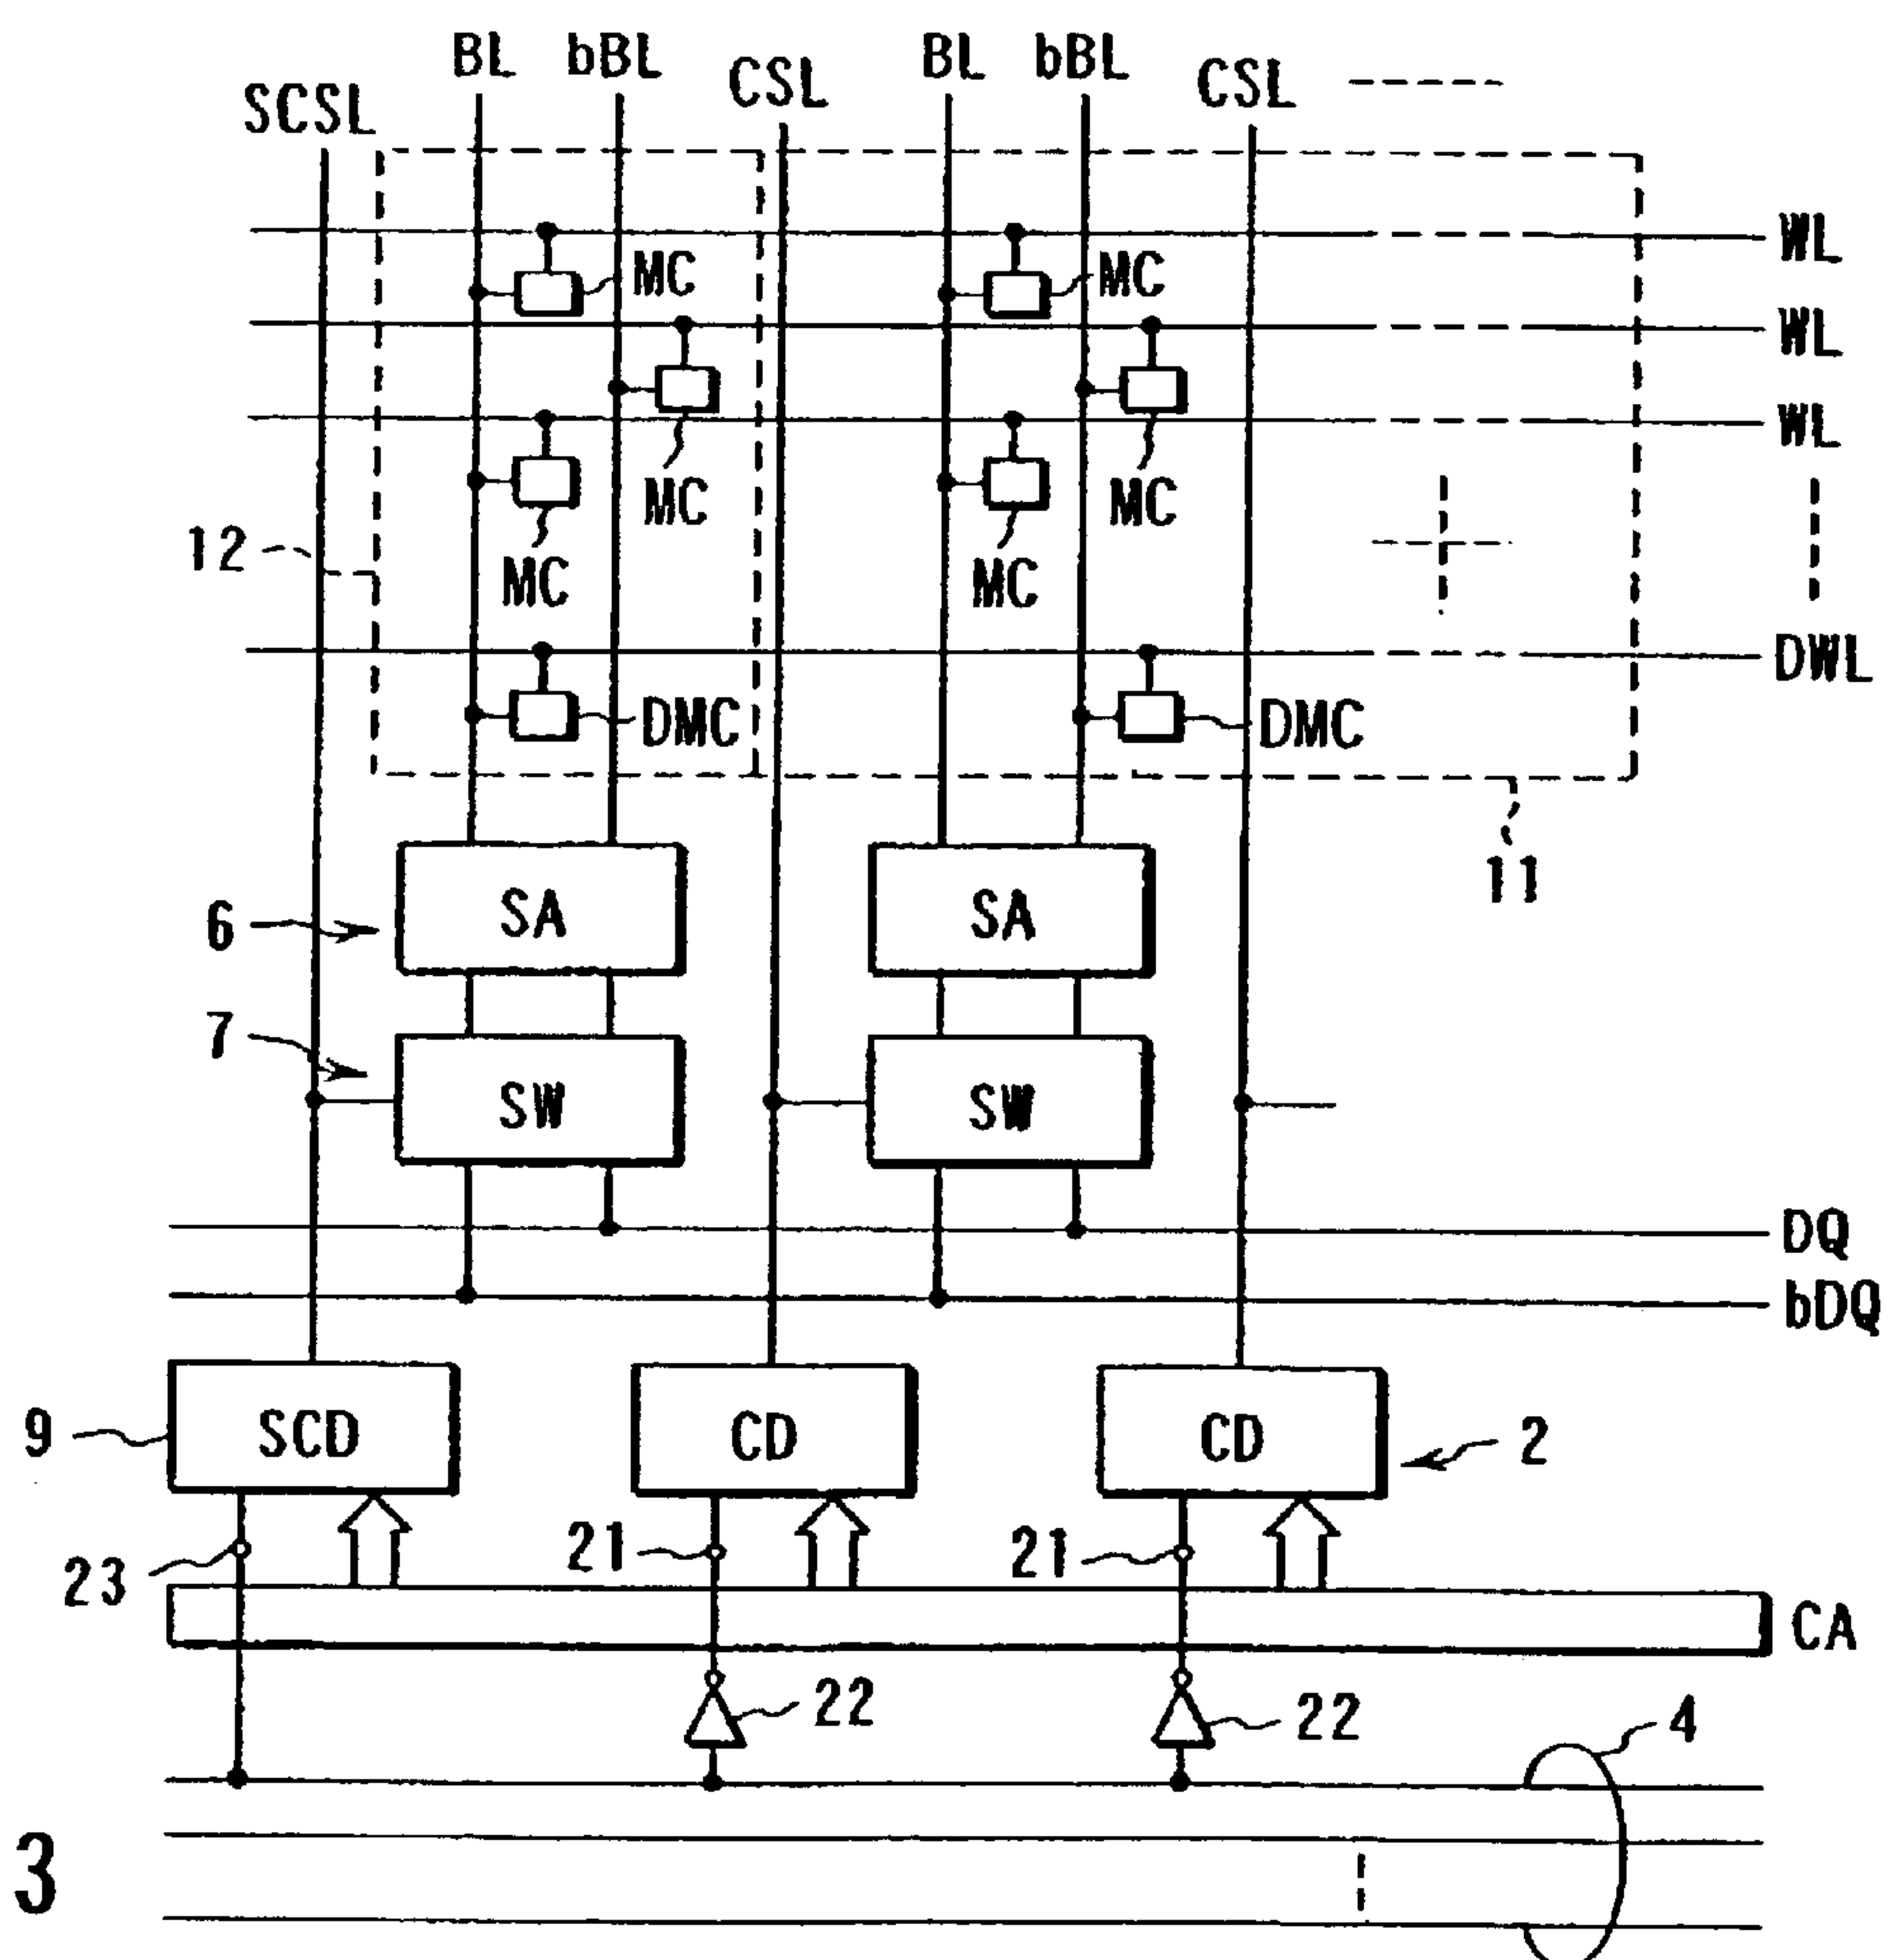 BL bBL BL bBL
SCSL CSL CSL
WL
MC MC
WL
WL
MC MC
12
MC MC
DWL
DMC DMC
11
6 SA SA
7
SW SW
DQ
bDQ
9 SCD CD CD 2
23 21 21
CA
22 22
4
3